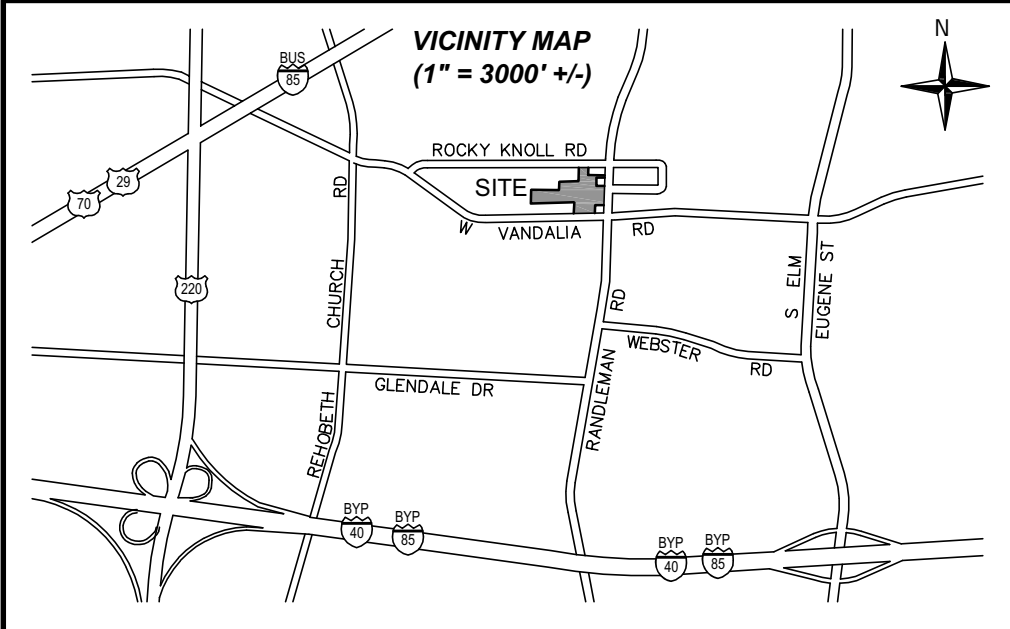 VICINITY MAP
(1" = 3000' +/-)
N
BUS
85
ROCKY KNOLL RD
SITE
29
70
RD
W VANDALIA RD
220
CHURCH
S ELM
EUGENE ST
RD
WEBSTER RD
GLENDALE DR
RANDLEMAN
REHOBETH
BYP
40
BYP
85
BYP
40
BYP
85